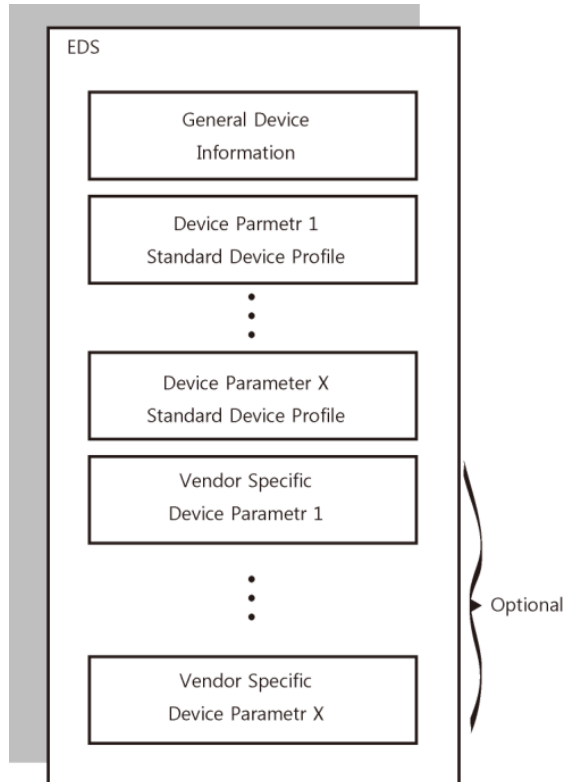 EDS
General Device
Information
Device Parmetr 1
Standard Device Profile
Device Parameter X
Standard Device Profile
Vendor Specific
Device Parametr 1
Optional
Vendor Specific
Device Parametr X